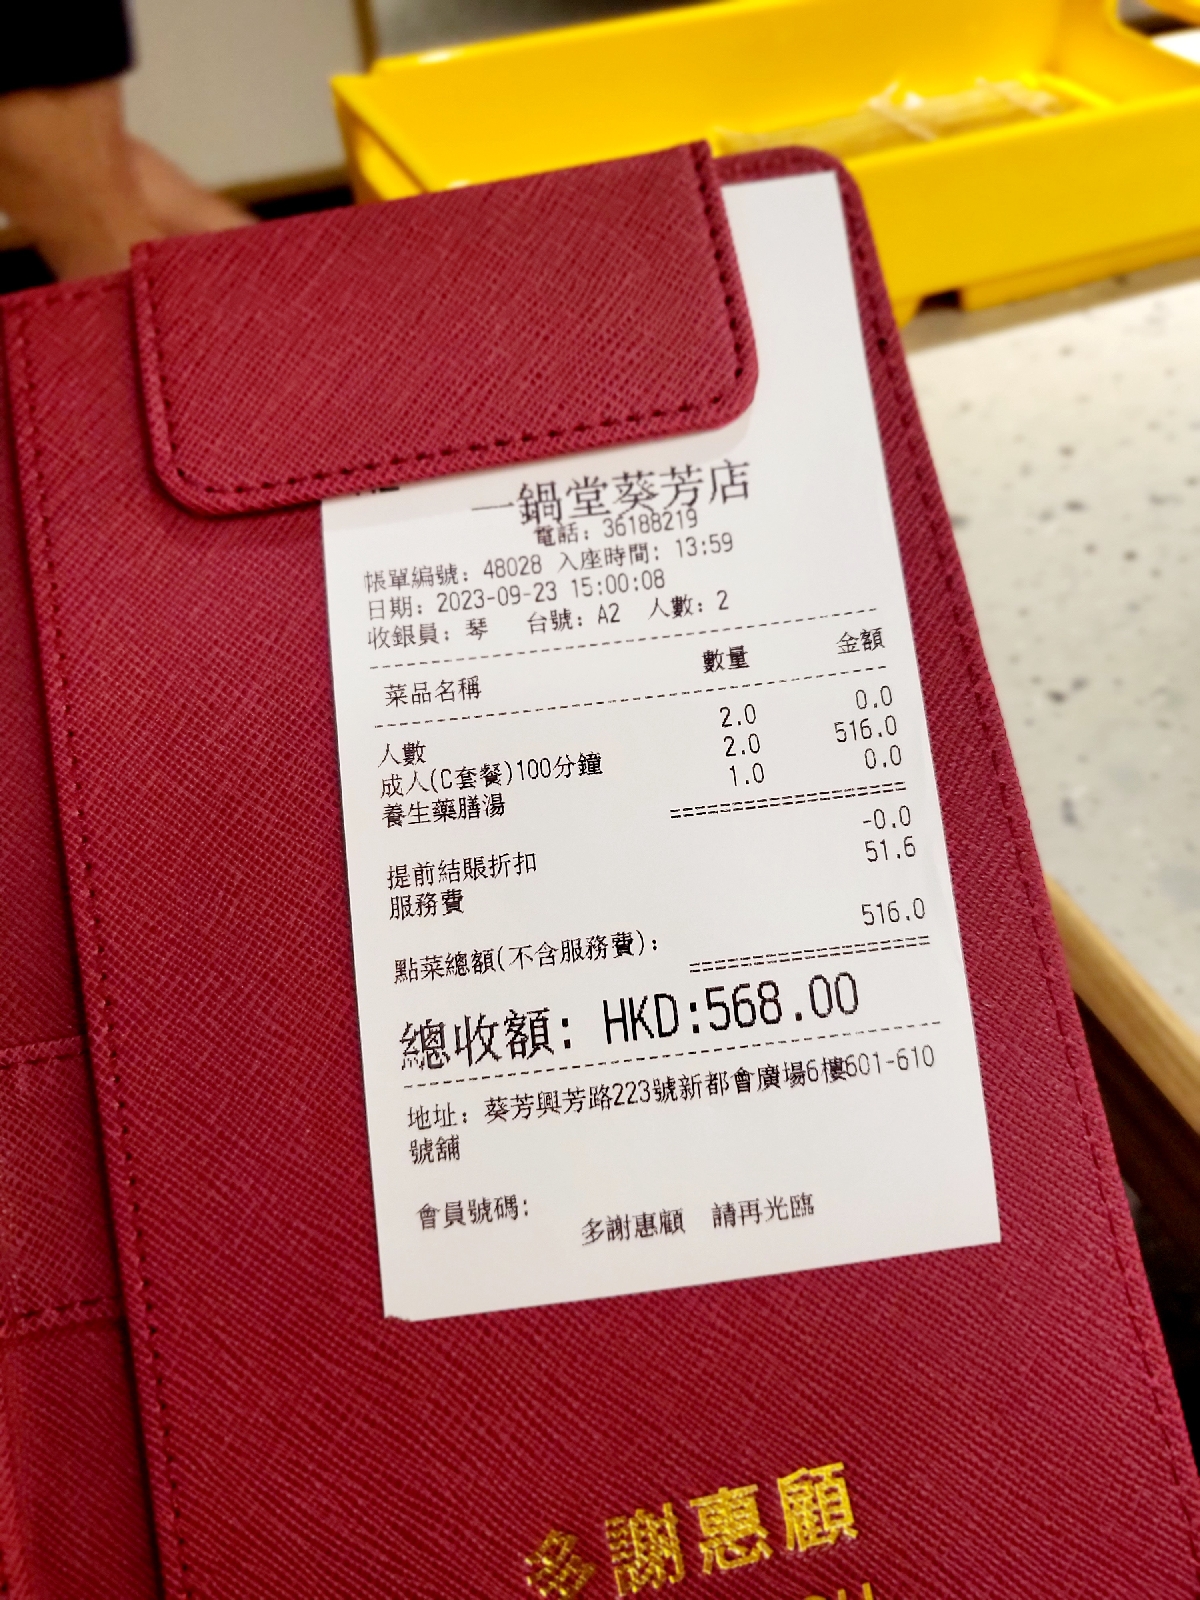 一鍋堂葵芳店
電話: 36188219
帳單編號: 48028 入座時間: 13:59
日期: 2023-09-23 15:00:08
收銀員: 琴 台號: A2 人數: 2
菜品名稱 數量 金額
人數 2.0 0.0
成人(C套餐)100分鐘 2.0 516.0
養生藥膳湯 1.0 0.0
提前結賬折扣 -0.0
服務費 51.6
點菜總額(不含服務費): 516.0
總收額: HKD:568.00
地址: 葵芳興芳路223號新都會廣場6樓601-610
號舖
會員號碼:
多謝惠顧 請再光臨
多謝惠顧